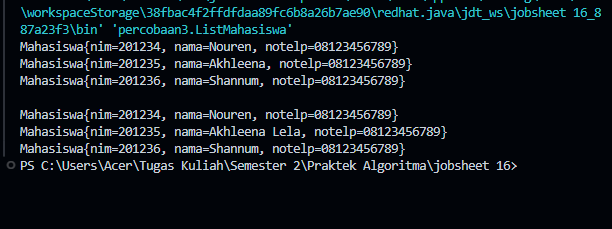 \workspaceStorage\38fbac4f2ffdfdaa89fc6b8a26b7ae90\redhat.java\jdt_ws\jobsheet 16_8
87a23f3\bin' 'percobaan3.ListMahasiswa'
Mahasiswa{nim=201234, nama=Nouren, notelp=08123456789}
Mahasiswa{nim=201235, nama=Akhleena, notelp=08123456789}
Mahasiswa{nim=201236, nama=Shannum, notelp=08123456789}
Mahasiswa{nim=201234, nama=Nouren, notelp=08123456789}
Mahasiswa{nim=201235, nama=Akhleena Lela, notelp=08123456789}
Mahasiswa{nim=201236, nama=Shannum, notelp=08123456789}
PS C:\Users\Acer\Tugas Kuliah\Semester 2\Praktek Algoritma\jobsheet 16>